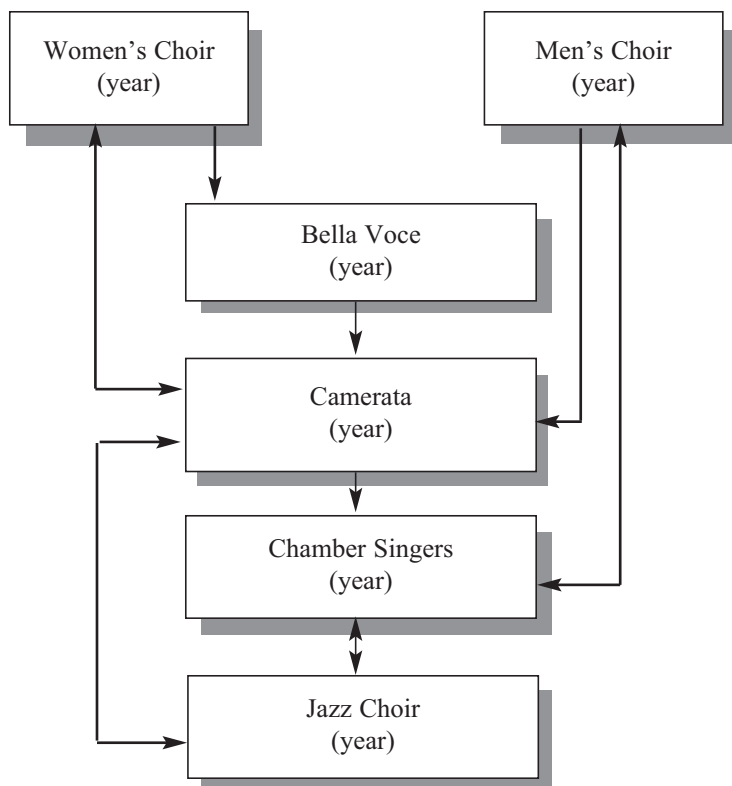 Women’s Choir
(year)
Men’s Choir
(year)
Bella Voce
(year)
Camerata
(year)
Chamber Singers
(year)
Jazz Choir
(year)